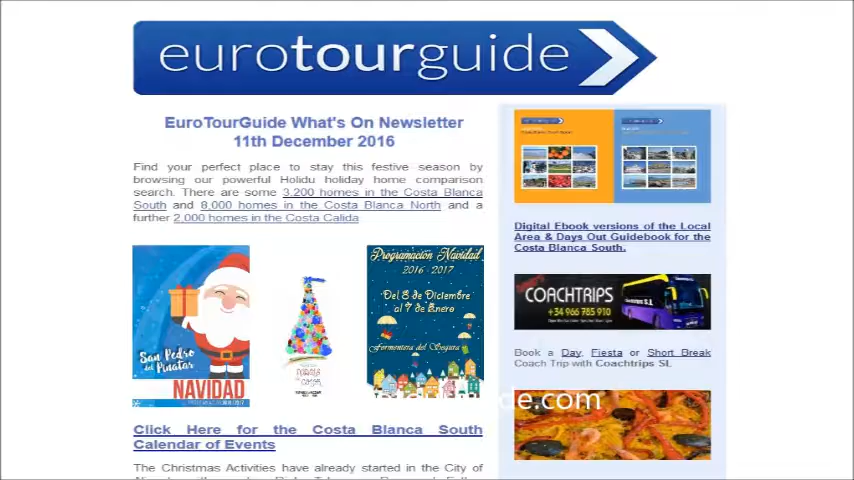 eurotourguide
EuroTourGuide What's On Newsletter
11th December 2016
Find your perfect place to stay this festive season by
browsing our powerful Holidu holiday home comparison
search. There are some 3,200 homes in the Costa Blanca
South and 8,000 homes in the Costa Blanca North and a
further 2,000 homes in the Costa Calida
San Pedro
del Pinatar
NAVIDAD
Programación Navidad
2016 - 2017
Del 8 de Diciembre
al 7 de Enero
Formentera del Segura
Click Here for the Costa Blanca South
Calendar of Events
The Christmas Activities have already started in the City of
Digital Ebook versions of the Local
Area & Days Out Guidebook for the
Costa Blanca South.
COACHTRIPS
+34 966 785 910
Coachtrips S.L
Book a Day, Fiesta or Short Break
Coach Trip with Coachtrips SL